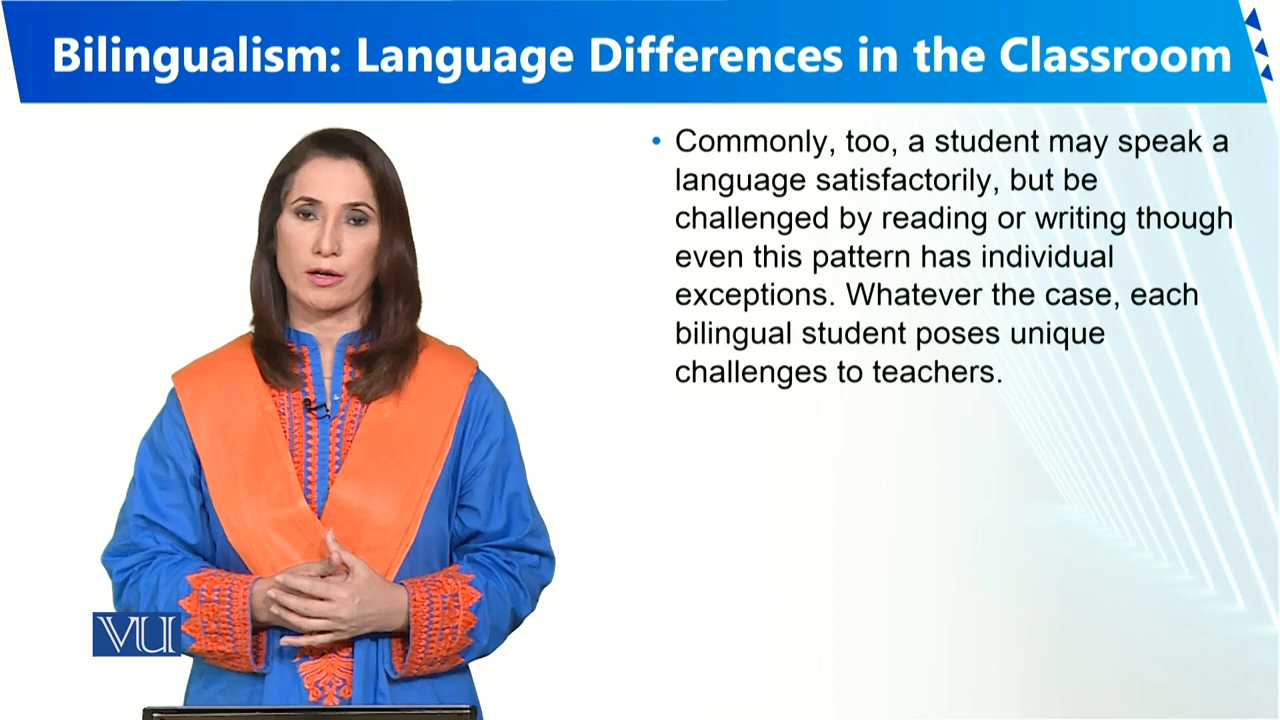 Bilingualism: Language Differences in the Classroom
• Commonly, too, a student may speak a
language satisfactorily, but be
challenged by reading or writing though
even this pattern has individual
exceptions. Whatever the case, each
bilingual student poses unique
challenges to teachers.
VU